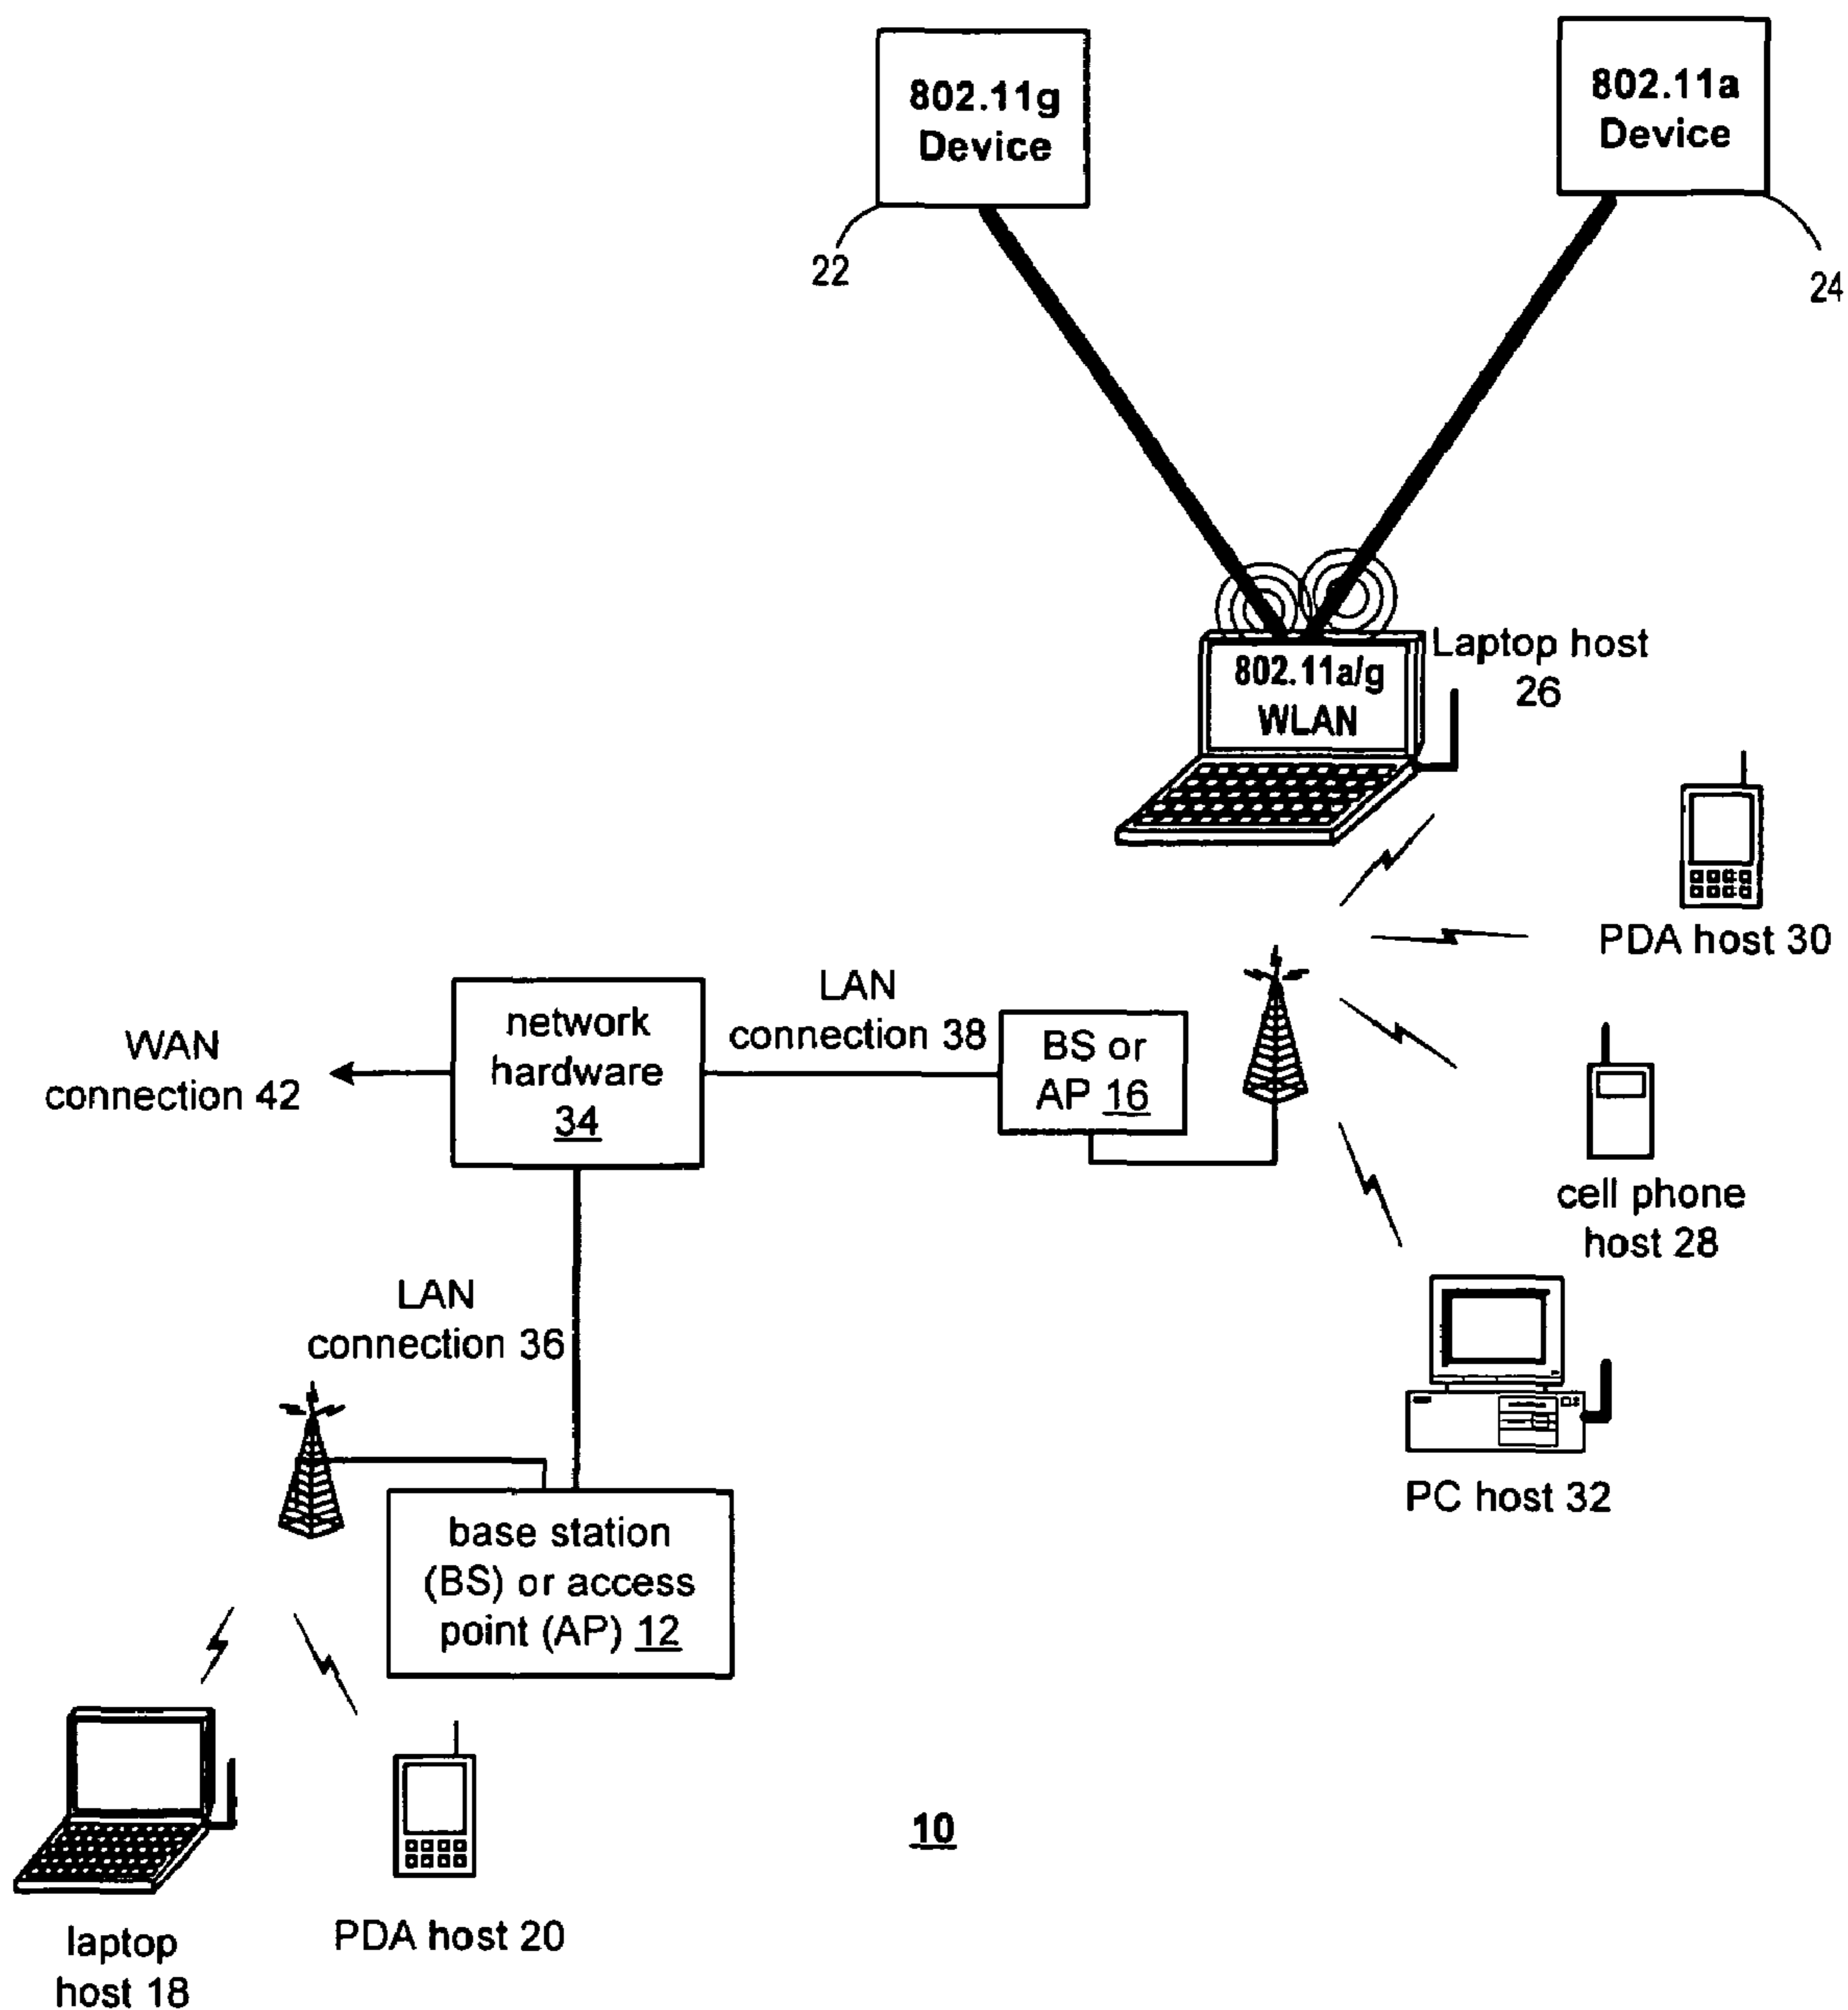 802.11g
Device
802.11a
Device
22
24
802.11a/g
WLAN
Laptop host
26
PDA host 30
LAN
connection 38
network
hardware
34
WAN
connection 42
BS or
AP 16
cell phone
host 28
LAN
connection 36
PC host 32
base station
(BS) or access
point (AP) 12
10
PDA host 20
laptop
host 18